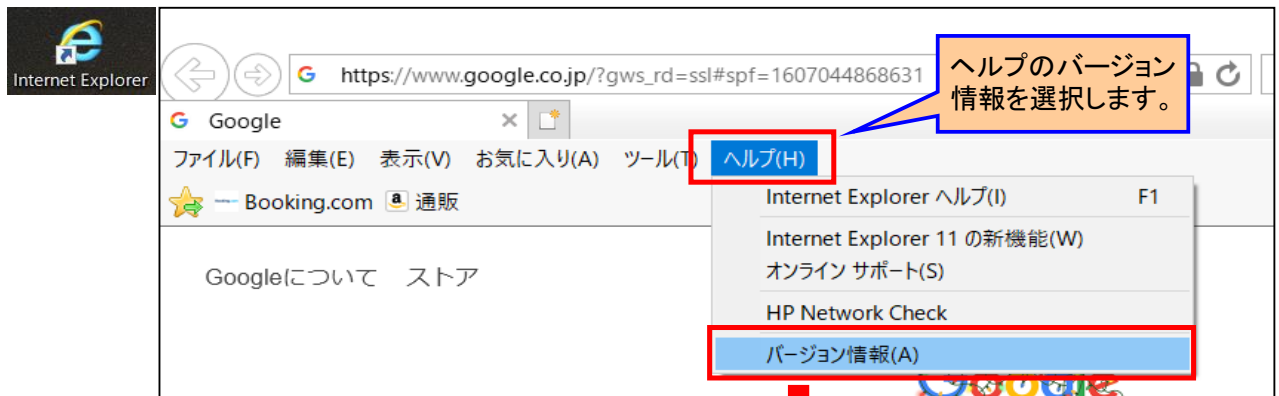 Internet Explorer
https://www.google.co.jp/?gws_rd=ssl#spf=1607044868631
ヘルプのバージョン
情報を選択します。
Google
ファイル(F) 編集(E) 表示(V) お気に入り(A) ツール(T) ヘルプ(H)
Booking.com 通販
Internet Explorer ヘルプ(I) F1
Internet Explorer 11 の新機能(W)
オンライン サポート(S)
Googleについて ストア
HP Network Check
バージョン情報(A)
Google